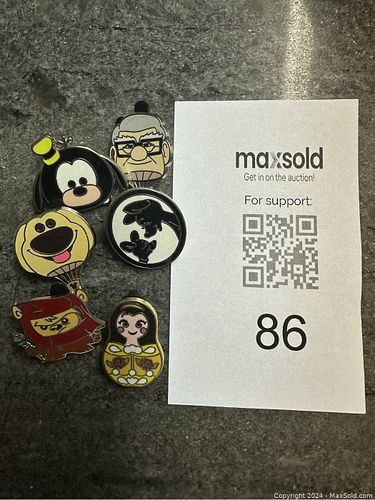 maxsold
Get in on the auction!
For support:
86
Copyright 2024 - MaxSold.com